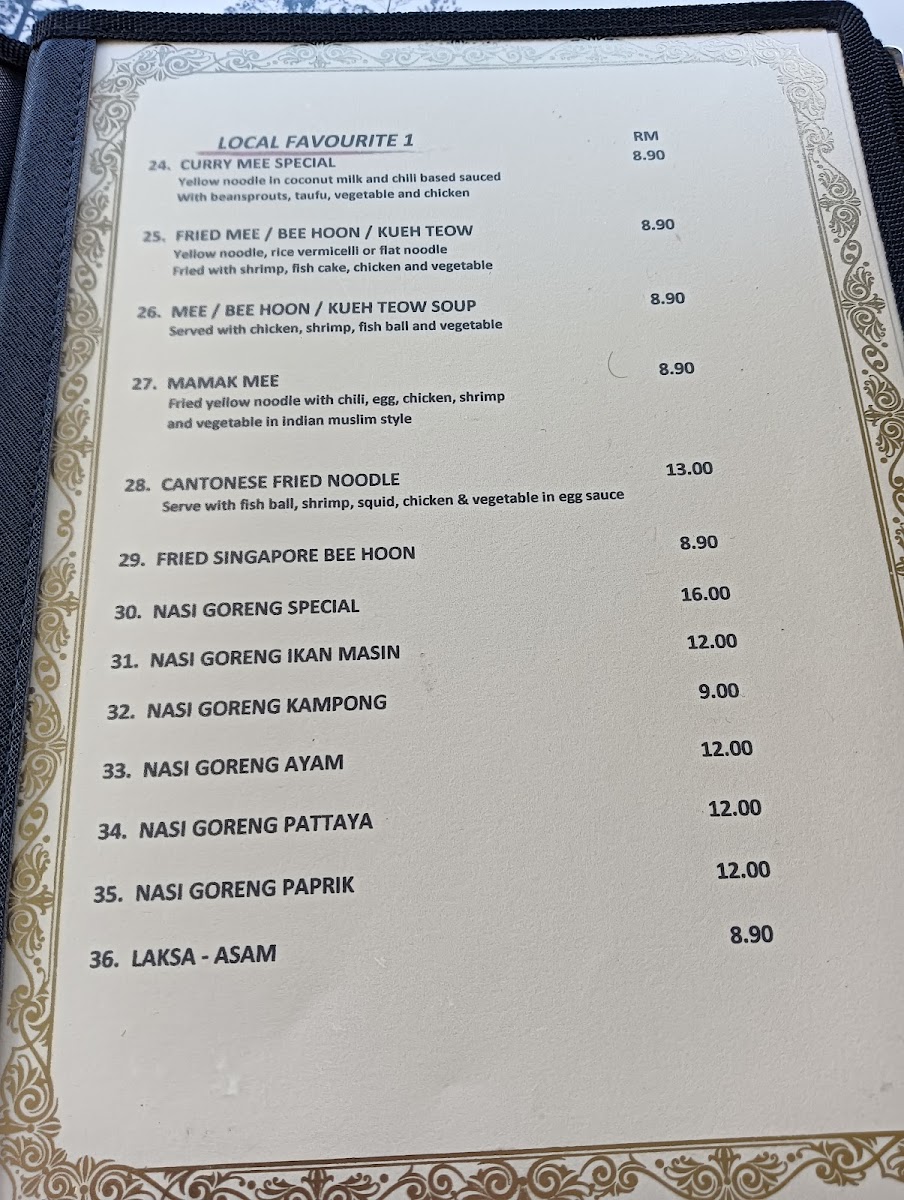 LOCAL FAVOURITE 1 RM
24. CURRY MEE SPECIAL 8.90
Yellow noodle in coconut milk and chili based sauced
With beansprouts, taufu, vegetable and chicken
25. FRIED MEE / BEE HOON / KUEH TEOW 8.90
Yellow noodle, rice vermicelli or flat noodle
Fried with shrimp, fish cake, chicken and vegetable
26. MEE / BEE HOON / KUEH TEOW SOUP 8.90
Served with chicken, shrimp, fish ball and vegetable
27. MAMAK MEE 8.90
Fried yellow noodle with chili, egg, chicken, shrimp
and vegetable in indian muslim style
28. CANTONESE FRIED NOODLE 13.00
Serve with fish ball, shrimp, squid, chicken & vegetable in egg sauce
29. FRIED SINGAPORE BEE HOON 8.90
30. NASI GORENG SPECIAL 16.00
31. NASI GORENG IKAN MASIN 12.00
32. NASI GORENG KAMPONG 9.00
33. NASI GORENG AYAM 12.00
34. NASI GORENG PATTAYA 12.00
35. NASI GORENG PAPRIK 12.00
36. LAKSA - ASAM 8.90